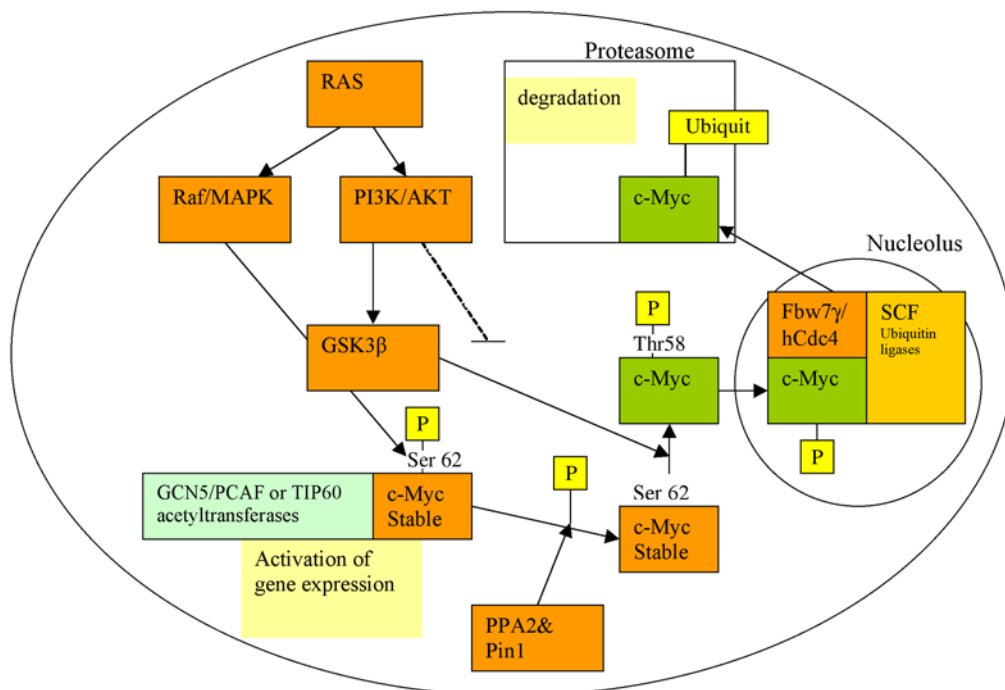 Proteasome
RAS
degradation
Ubiquit
Raf/MAPK
PI3K/AKT
c-Myc
Nucleolus
P
Thr58
Fbw7γ/
hCdc4
SCF
Ubiquitin
ligases
GSK3β
c-Myc
c-Myc
P
P
Ser 62
P
GCN5/PCAF or TIP60
acetyltransferases
c-Myc
Stable
Ser 62
c-Myc
Stable
Activation of
gene expression
PPA2&
Pin1